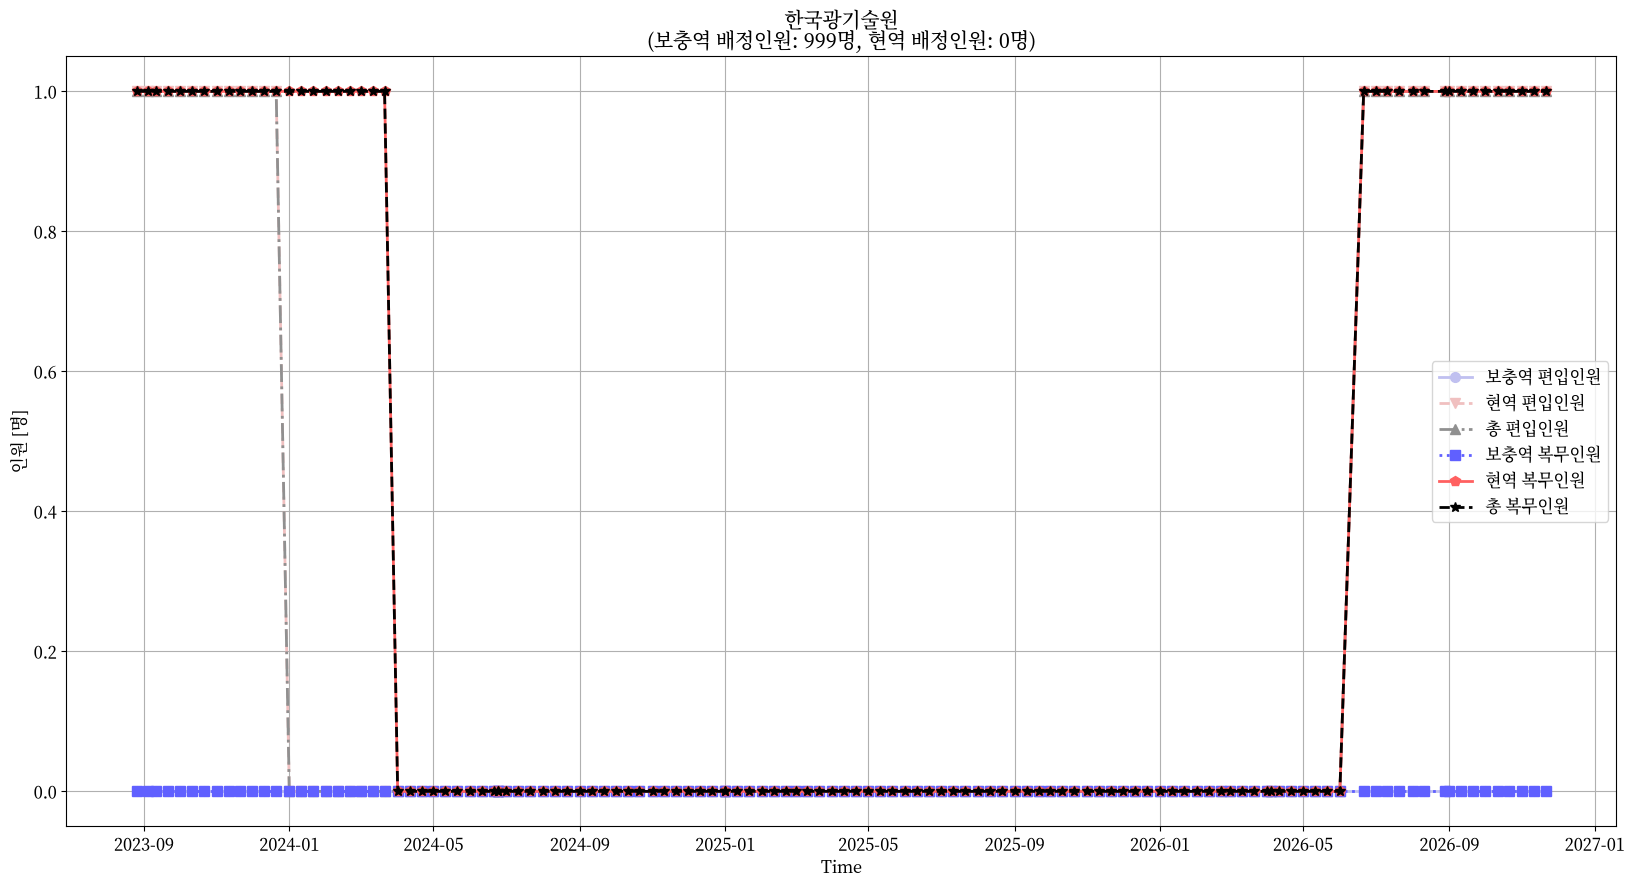 한국광기술원
(보충역 배정인원: 999명, 현역 배정인원: 0명)
인원 [명]
1.0
0.8
0.6
0.4
0.2
0.0
보충역 편입인원
현역 편입인원
총 편입인원
보충역 복무인원
현역 복무인원
총 복무인원
2023-09 2024-01 2024-05 2024-09 2025-01 2025-05 2025-09 2026-01 2026-05 2026-09 2027-01
Time